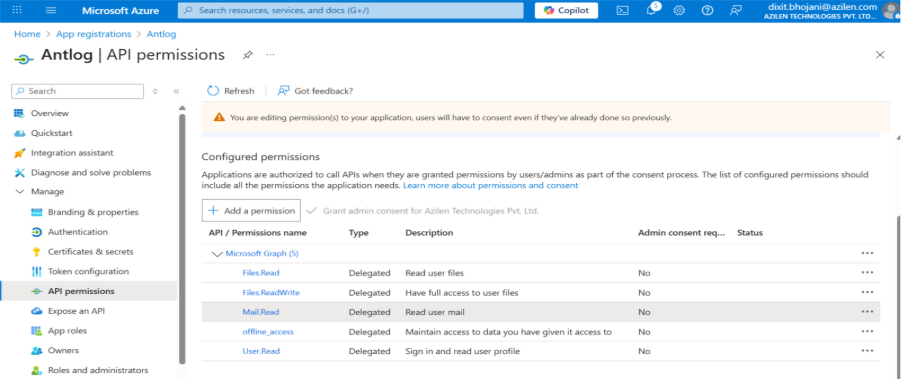 Microsoft Azure
Search resources, services, and docs (G+/)
Copilot
5
dixit.bhojani@azilen.com
AZILEN TECHNOLOGIES PVT. LTD...
Home > App registrations > Antlog
Antlog | API permissions
Search
Overview
Quickstart
Integration assistant
Diagnose and solve problems
Manage
Branding & properties
Authentication
Certificates & secrets
Token configuration
API permissions
Expose an API
App roles
Owners
Roles and administrators
Refresh
Got feedback?
You are editing permission(s) to your application, users will have to consent even if they've already done so previously.
Configured permissions
Applications are authorized to call APIs when they are granted permissions by users/admins as part of the consent process. The list of configured permissions should
include all the permissions the application needs. Learn more about permissions and consent
Add a permission
Grant admin consent for Azilen Technologies Pvt. Ltd.
API / Permissions name Type Description Admin consent req... Status
Microsoft Graph (5)
Files.Read Delegated Read user files No
Files.ReadWrite Delegated Have full access to user files No
Mail.Read Delegated Read user mail No
offline_access Delegated Maintain access to data you have given it access to No
User.Read Delegated Sign in and read user profile No